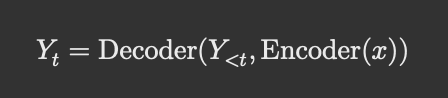 Y_t = Decoder(Y_{<t}, Encoder(x))